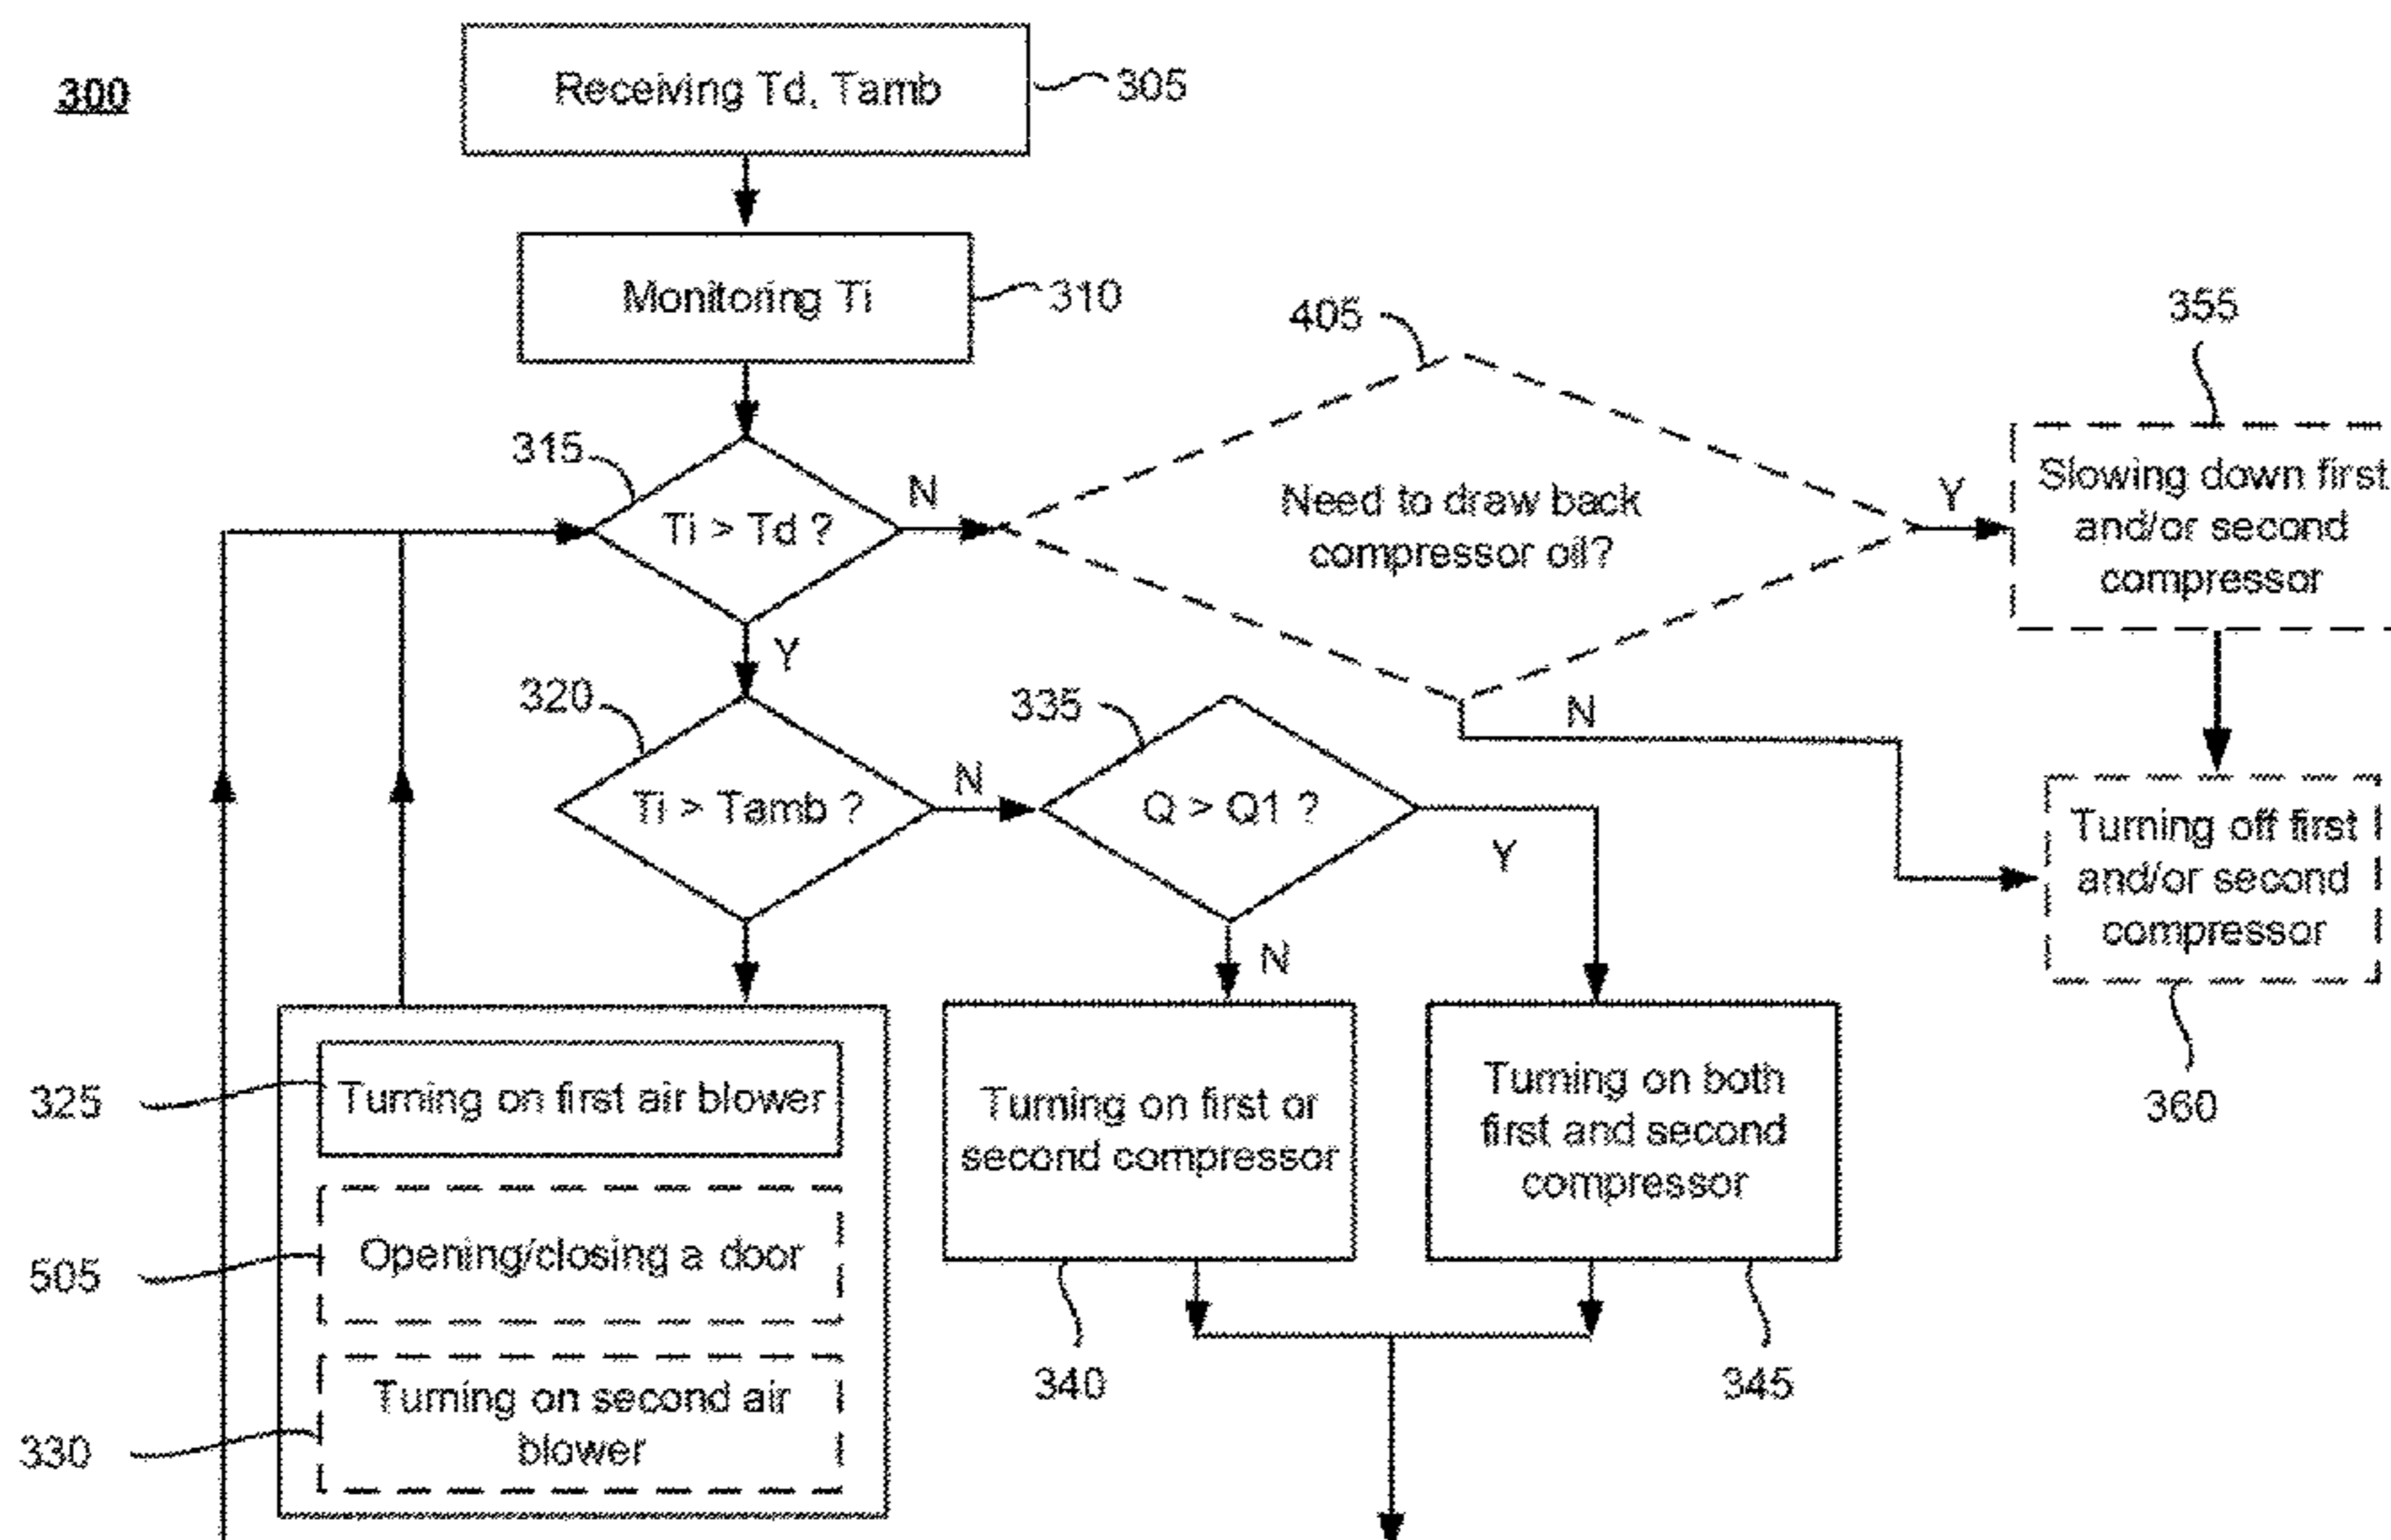 300
Receiving Td, Tamb
305
Monitoring Ti
310
405
355
315
Ti > Td ?
N
Need to draw back
compressor oil?
Y
Slowing down first
and/or second
compressor
Y
320
335
N
Ti > Tamb ?
N
Q > Q1 ?
Y
Turning off first
and/or second
compressor
N
360
325
Turning on first air blower
Turning on first or
second compressor
Turning on both
first and second
compressor
505
Opening/closing a door
330
Turning on second air
blower
340
345